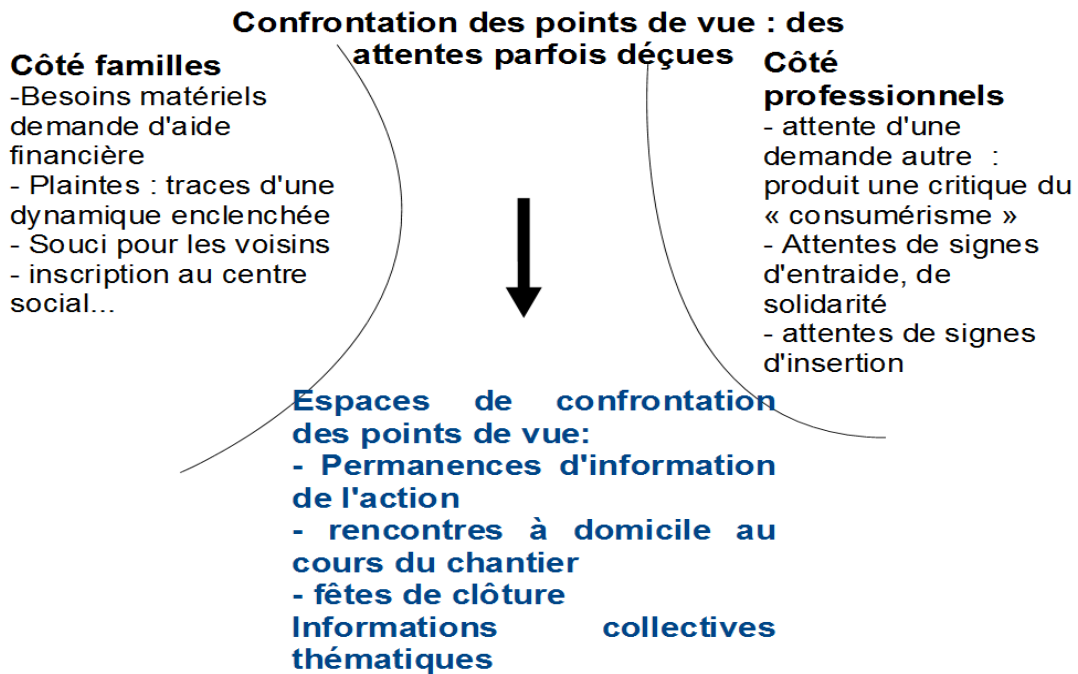 Confrontation des points de vue : des
attentes parfois déçues
Côté familles
-Besoins matériels
demande d'aide
financière
- Plaintes : traces d'une
dynamique enclenchée
- Souci pour les voisins
- inscription au centre
social...
Côté
professionnels
- attente d'une
demande autre :
produit une critique du
« consumérisme »
- Attentes de signes
d'entraide, de
solidarité
- attentes de signes
d'insertion
Espaces de confrontation
des points de vue:
- Permanences d'information
de l'action
- rencontres à domicile au
cours du chantier
- fêtes de clôture
Informations collectives
thématiques